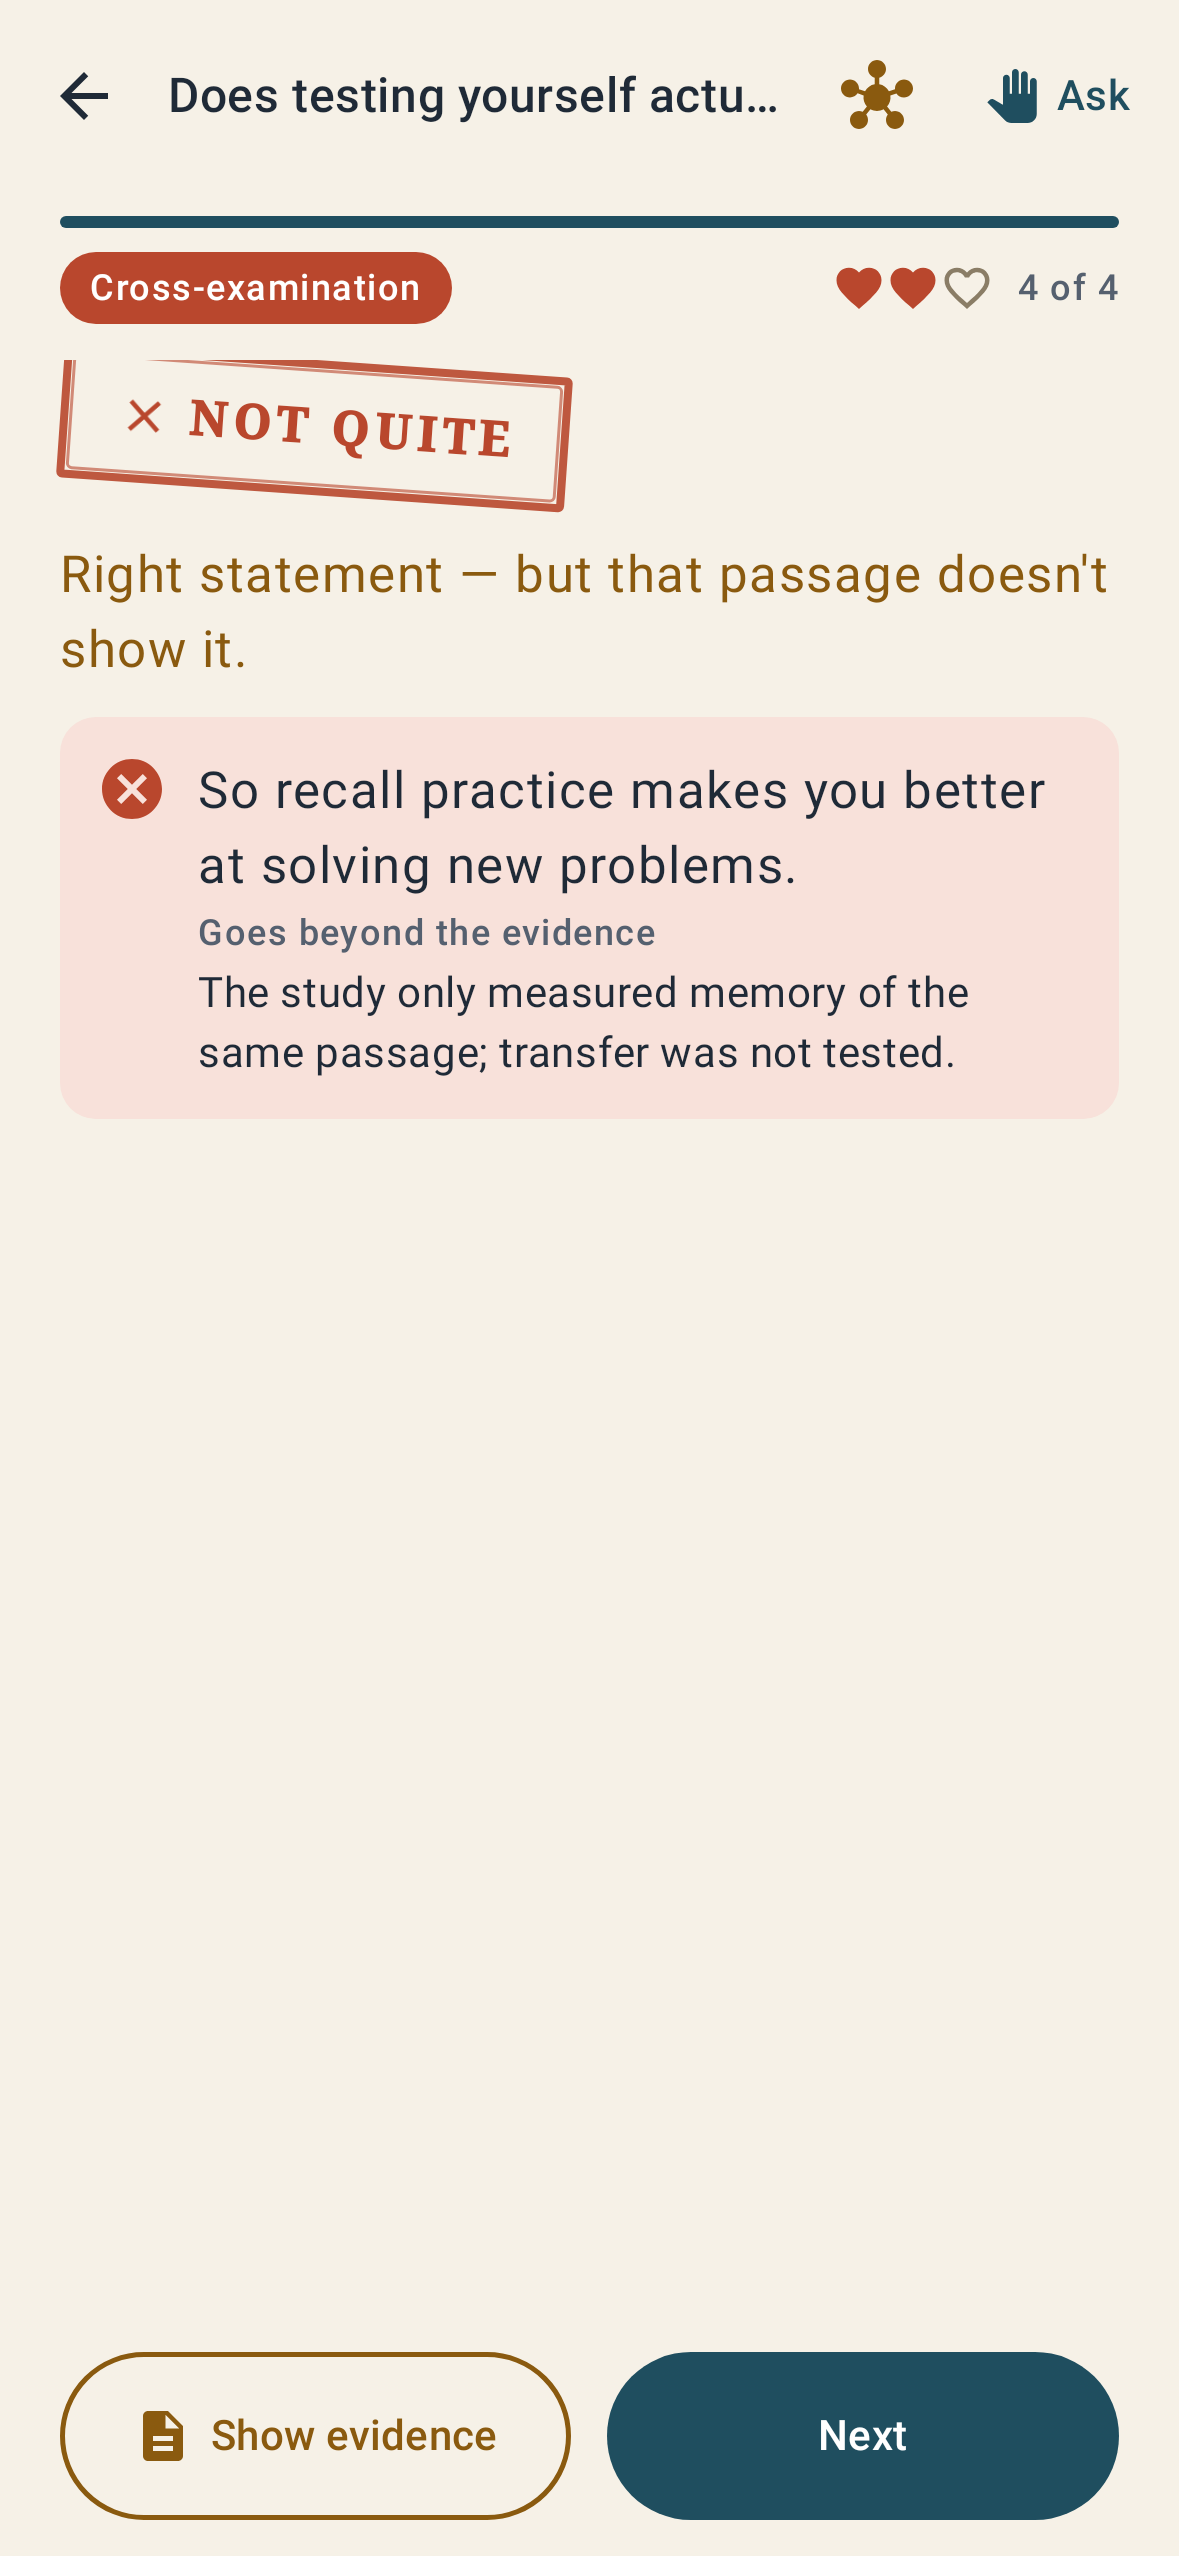 Does testing yourself actu…
Ask
Cross-examination
4 of 4
NOT QUITE
Right statement — but that passage doesn't
show it.
So recall practice makes you better
at solving new problems.
Goes beyond the evidence
The study only measured memory of the
same passage; transfer was not tested.
Show evidence
Next